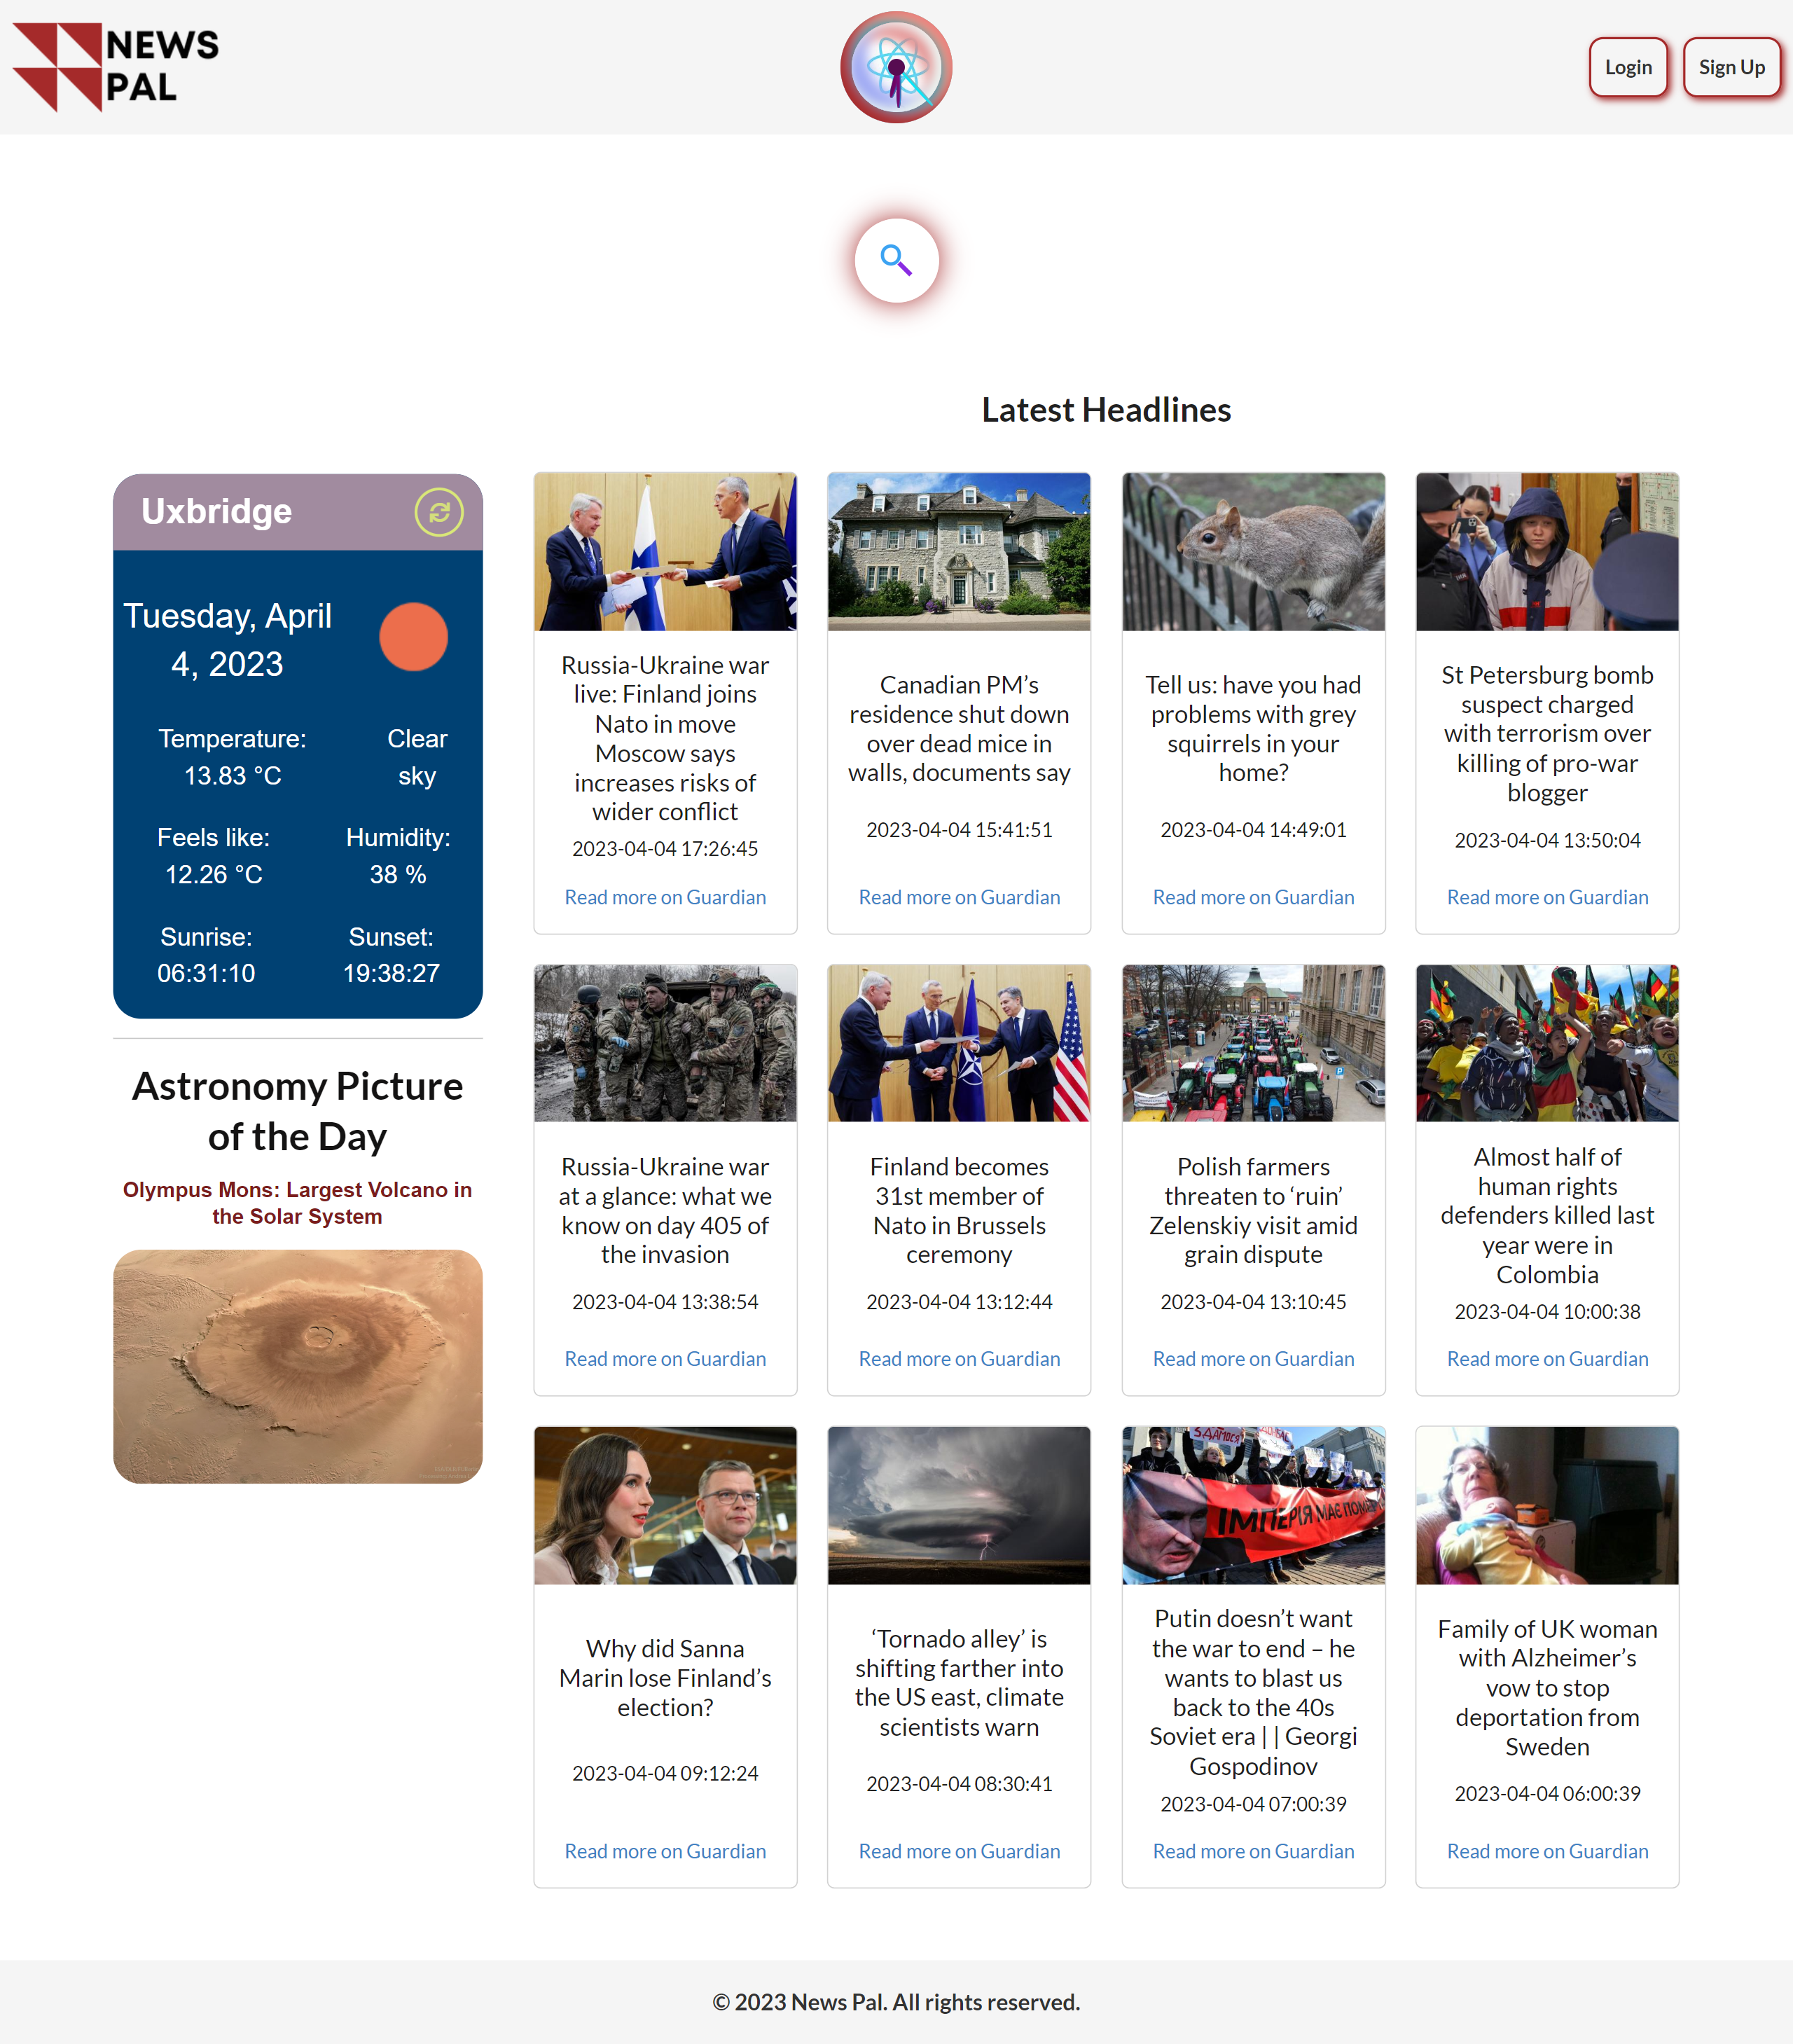 NEWS
PAL
Login
Sign Up
Latest Headlines
Uxbridge
Tuesday, April
4, 2023
Temperature:
13.83 °C
Clear
sky
Feels like:
12.26 °C
Humidity:
38 %
Sunrise:
06:31:10
Sunset:
19:38:27
Astronomy Picture
of the Day
Olympus Mons: Largest Volcano in
the Solar System
Russia-Ukraine war
live: Finland joins
Nato in move
Moscow says
increases risks of
wider conflict
2023-04-04 17:26:45
Read more on Guardian
Canadian PM’s
residence shut down
over dead mice in
walls, documents say
2023-04-04 15:41:51
Read more on Guardian
Tell us: have you had
problems with grey
squirrels in your
home?
2023-04-04 14:49:01
Read more on Guardian
St Petersburg bomb
suspect charged
with terrorism over
killing of pro-war
blogger
2023-04-04 13:50:04
Read more on Guardian
Russia-Ukraine war
at a glance: what we
know on day 405 of
the invasion
2023-04-04 13:38:54
Read more on Guardian
Finland becomes
31st member of
Nato in Brussels
ceremony
2023-04-04 13:12:44
Read more on Guardian
P
Polish farmers
threaten to ‘ruin’
Zelenskiy visit amid
grain dispute
2023-04-04 13:10:45
Read more on Guardian
Almost half of
human rights
defenders killed last
year were in
Colombia
2023-04-04 10:00:38
Read more on Guardian
Why did Sanna
Marin lose Finland’s
election?
2023-04-04 09:12:24
Read more on Guardian
‘Tornado alley’ is
shifting farther into
the US east, climate
scientists warn
2023-04-04 08:30:41
Read more on Guardian
ІМПЕРІЯ МАЄ
Putin doesn’t want
the war to end – he
wants to blast us
back to the 40s
Soviet era | | Georgi
Gospodinov
2023-04-04 07:00:39
Read more on Guardian
Family of UK woman
with Alzheimer’s
vow to stop
deportation from
Sweden
2023-04-04 06:00:39
Read more on Guardian
© 2023 News Pal. All rights reserved.